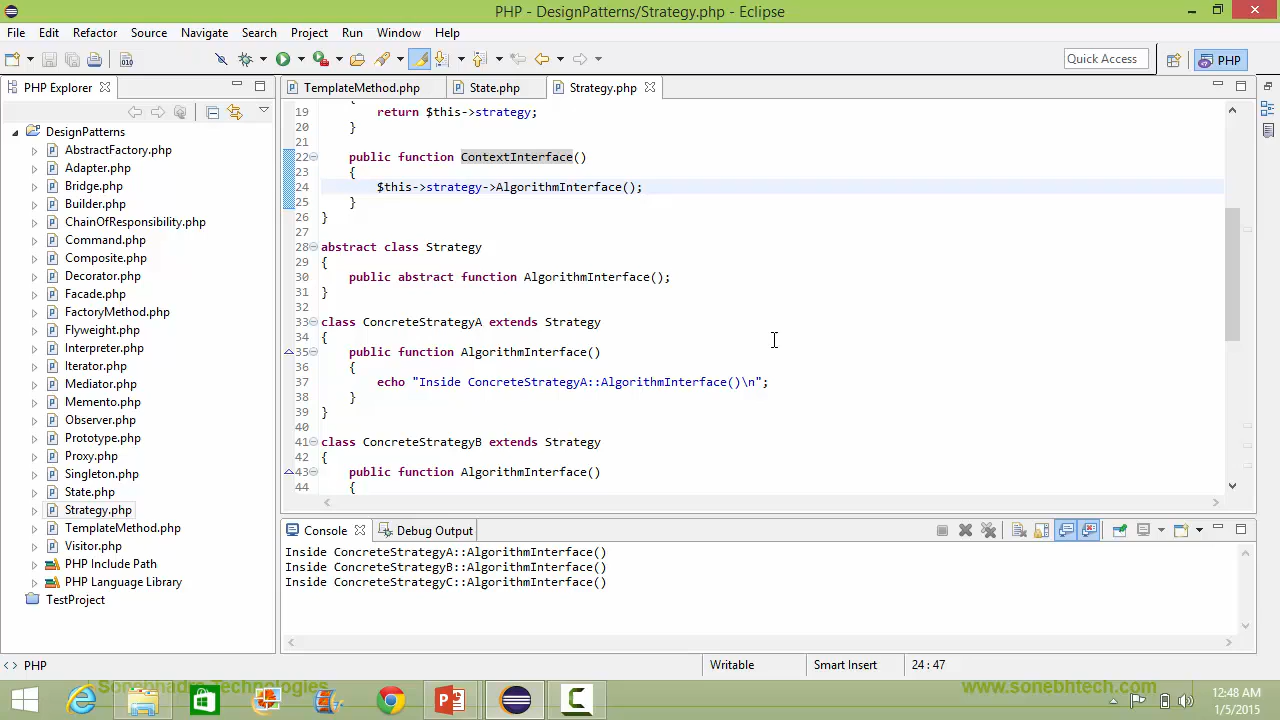 PHP - DesignPatterns/Strategy.php - Eclipse
File Edit Refactor Source Navigate Search Project Run Window Help
Quick Access
PHP
PHP Explorer
TemplateMethod.php
State.php
Strategy.php
DesignPatterns
AbstractFactory.php
Adapter.php
Bridge.php
Builder.php
ChainOfResponsibility.php
Command.php
Composite.php
Decorator.php
Facade.php
FactoryMethod.php
Flyweight.php
Interpreter.php
Iterator.php
Mediator.php
Memento.php
Observer.php
Prototype.php
Proxy.php
Singleton.php
State.php
Strategy.php
TemplateMethod.php
Visitor.php
PHP Include Path
PHP Language Library
TestProject
19 return $this->strategy;
20 }
21
22 public function ContextInterface()
23 {
24 $this->strategy->AlgorithmInterface();
25 }
26 }
27
28 abstract class Strategy
29 {
30 public abstract function AlgorithmInterface();
31 }
32
33 class ConcreteStrategyA extends Strategy
34 {
35 public function AlgorithmInterface()
36 {
37 echo "Inside ConcreteStrategyA::AlgorithmInterface()\n";
38 }
39 }
40
41 class ConcreteStrategyB extends Strategy
42 {
43 public function AlgorithmInterface()
44 {
Console
Debug Output
Inside ConcreteStrategyA::AlgorithmInterface()
Inside ConcreteStrategyB::AlgorithmInterface()
Inside ConcreteStrategyC::AlgorithmInterface()
PHP
Writable
Smart Insert
24 : 47
Sonebhadra Technologies
www.sonebhtech.com
12:48 AM
1/5/2015